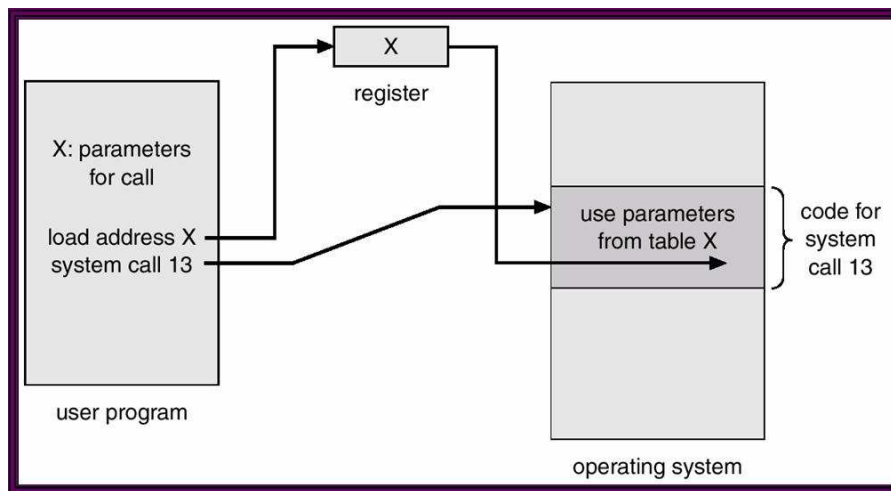 X
register
X: parameters
for call
load address X
system call 13
user program
use parameters
from table X
code for
system
call 13
operating system